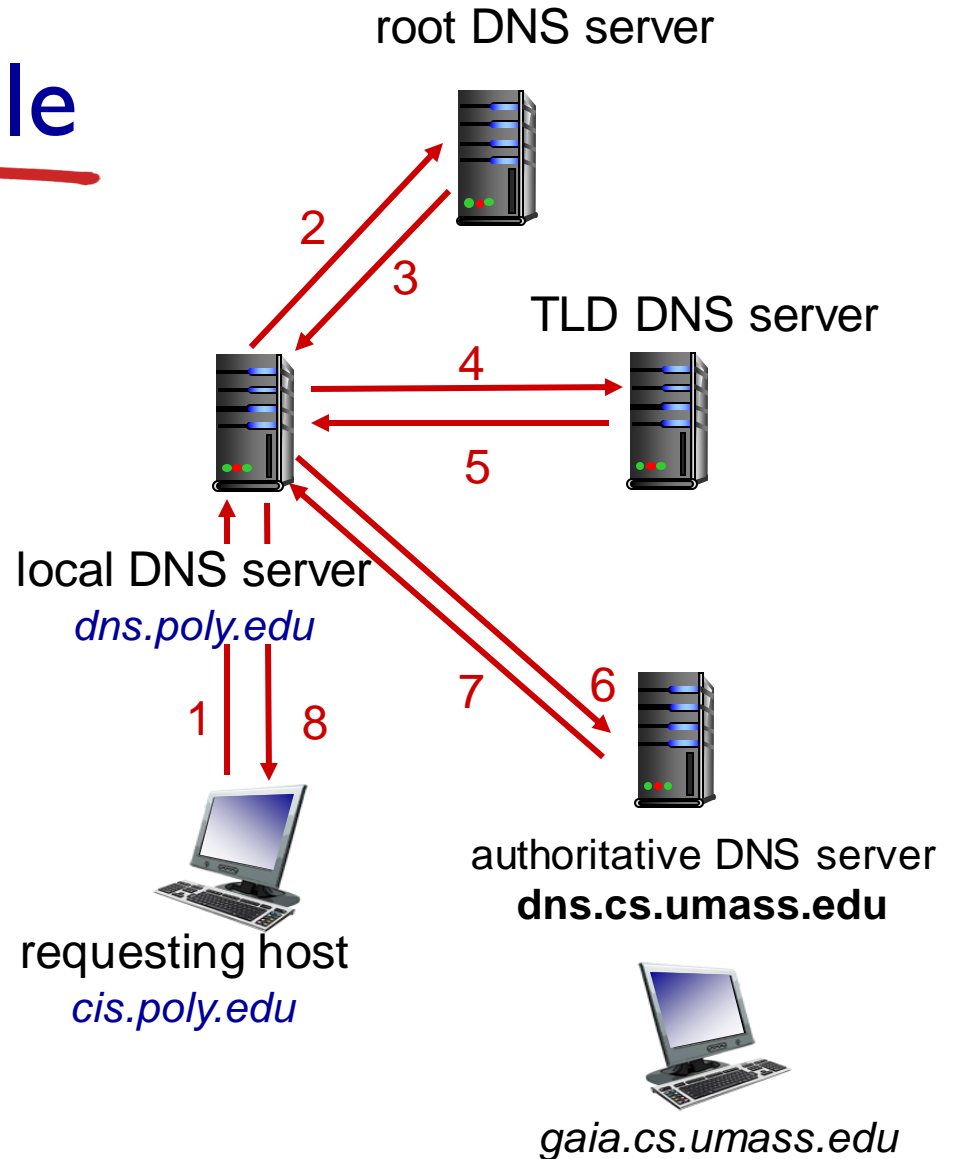 root DNS server
le
2
3
TLD DNS server
4
5
local DNS server
dns.poly.edu
1
8
7
6
requesting host
cis.poly.edu
authoritative DNS server
dns.cs.umass.edu
gaia.cs.umass.edu